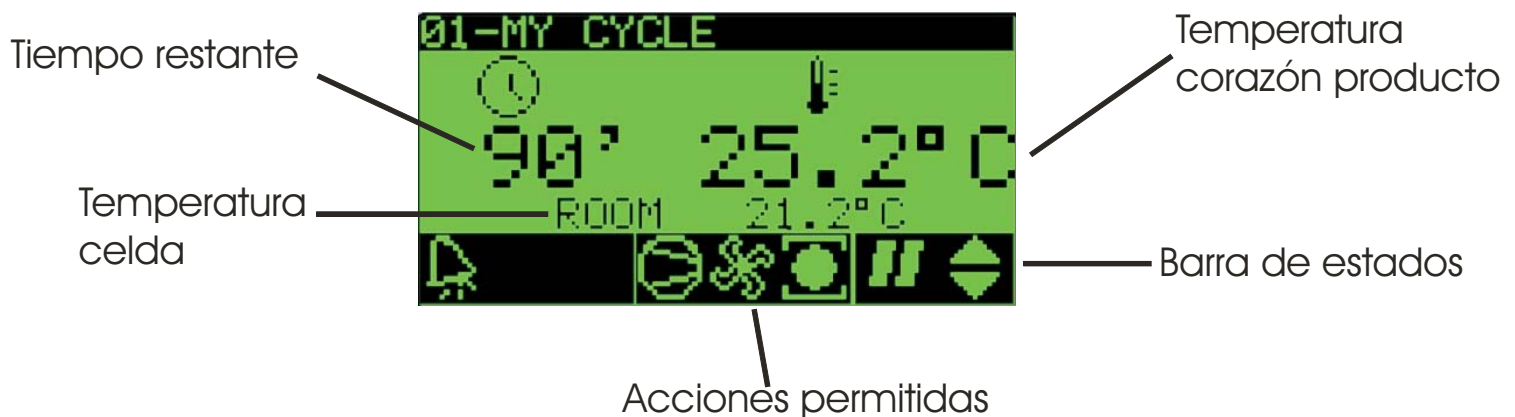 01-MY CYCLE
Tiempo restante
Temperatura
corazón producto
90’ 25.2°C
Temperatura
celda
ROOM 21.2°C
Barra de estados
Acciones permitidas